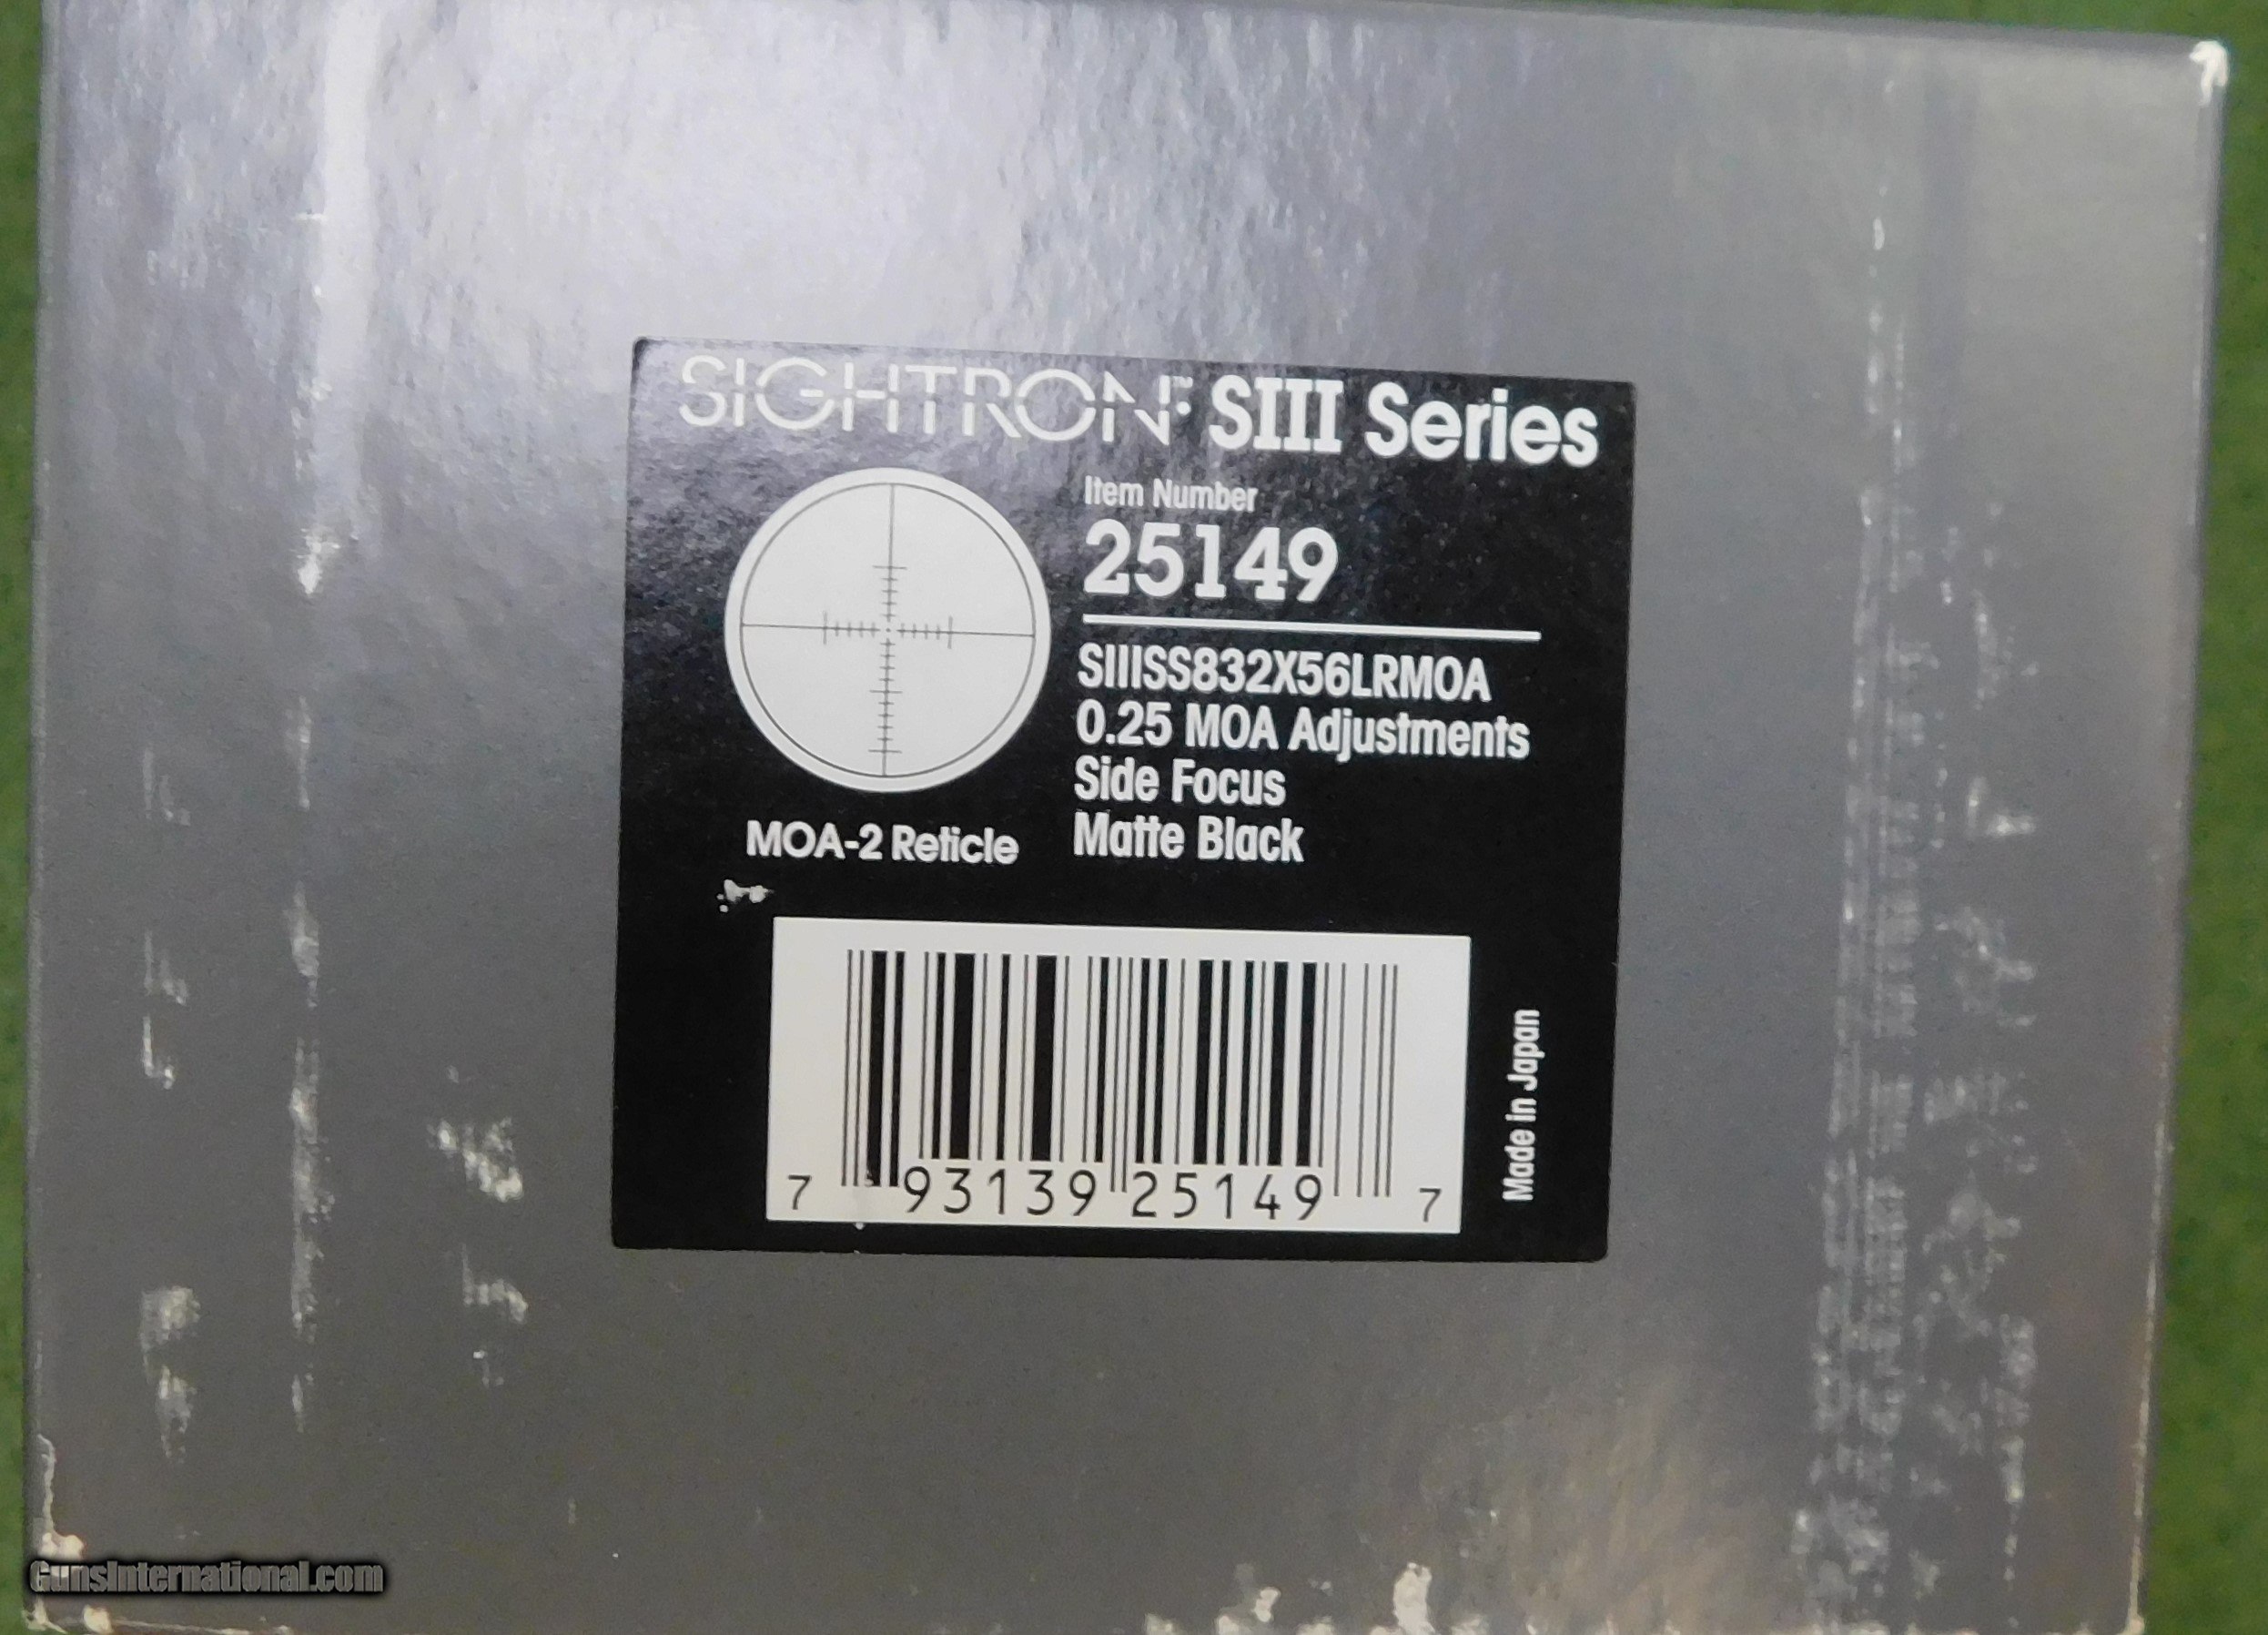 SIGHTRON® SIII Series
Item Number
25149
SIIISS832X56LRMOA
0.25 MOA Adjustments
Side Focus
Matte Black
MOA-2 Reticle
7 93139 25149 7
Made in Japan
GunsInternational.com